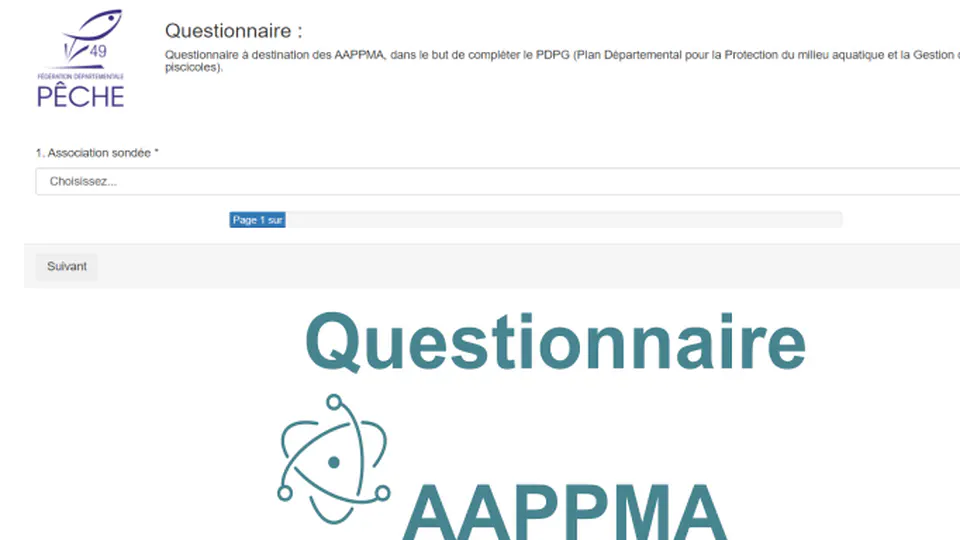 49
FÉDÉRATION DÉPARTEMENTALE
PÊCHE
Questionnaire :
Questionnaire à destination des AAPPMA, dans le but de compléter le PDPG (Plan Départemental pour la Protection du milieu aquatique et la Gestion
piscicoles).
1. Association sondée *
Choisissez...
Page 1 sur
Suivant
Questionnaire
AAPPMA